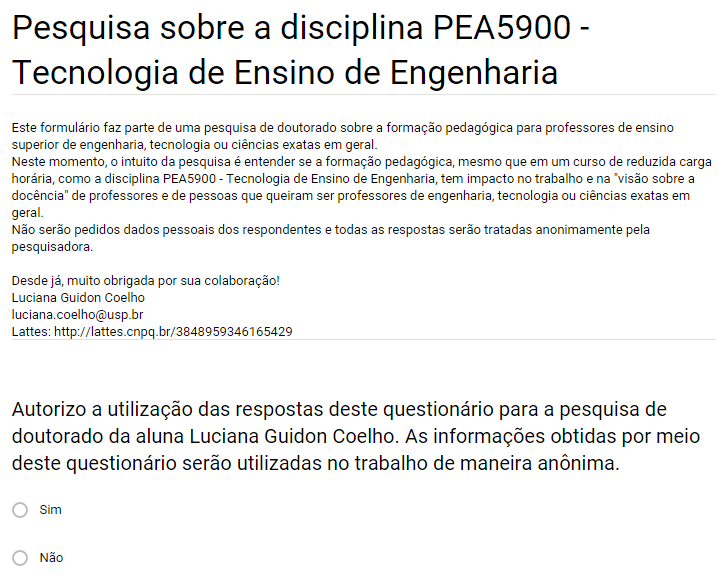 Pesquisa sobre a disciplina PEA5900 -
Tecnologia de Ensino de Engenharia
Este formulário faz parte de uma pesquisa de doutorado sobre a formação pedagógica para professores de ensino
superior de engenharia, tecnologia ou ciências exatas em geral.
Neste momento, o intuito da pesquisa é entender se a formação pedagógica, mesmo que em um curso de reduzida carga
horária, como a disciplina PEA5900 - Tecnologia de Ensino de Engenharia, tem impacto no trabalho e na "visão sobre a
docência" de professores e de pessoas que queiram ser professores de engenharia, tecnologia ou ciências exatas em
geral.
Não serão pedidos dados pessoais dos respondentes e todas as respostas serão tratadas anonimamente pela
pesquisadora.
Desde já, muito obrigada por sua colaboração!
Luciana Guidon Coelho
luciana.coelho@usp.br
Lattes: http://lattes.cnpq.br/3848959346165429
Autorizo a utilização das respostas deste questionário para a pesquisa de
doutorado da aluna Luciana Guidon Coelho. As informações obtidas por meio
deste questionário serão utilizadas no trabalho de maneira anônima.
Sim
Não